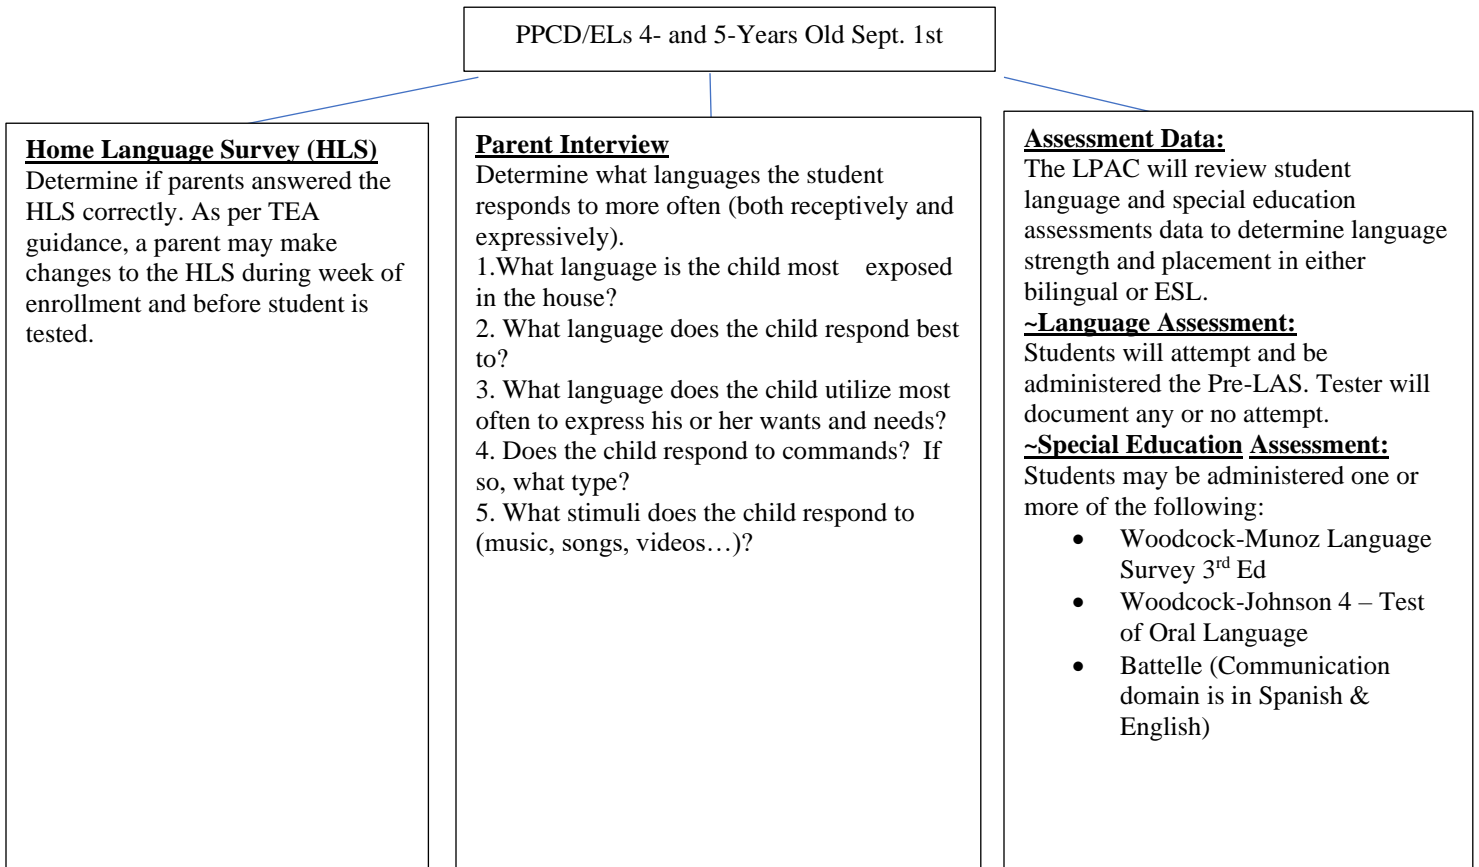 PPCD/ELs 4- and 5-Years Old Sept. 1st
Home Language Survey (HLS)
Determine if parents answered the
HLS correctly. As per TEA
guidance, a parent may make
changes to the HLS during week of
enrollment and before student is
tested.
Parent Interview
Determine what languages the student
responds to more often (both receptively and
expressively).
1.What language is the child most exposed
in the house?
2. What language does the child respond best
to?
3. What language does the child utilize most
often to express his or her wants and needs?
4. Does the child respond to commands? If
so, what type?
5. What stimuli does the child respond to
(music, songs, videos…)?
Assessment Data:
The LPAC will review student
language and special education
assessments data to determine language
strength and placement in either
bilingual or ESL.
~Language Assessment:
Students will attempt and be
administered the Pre-LAS. Tester will
document any or no attempt.
~Special Education Assessment:
Students may be administered one or
more of the following:
• Woodcock-Munoz Language
Survey 3rd Ed
• Woodcock-Johnson 4 – Test
of Oral Language
• Battelle (Communication
domain is in Spanish &
English)